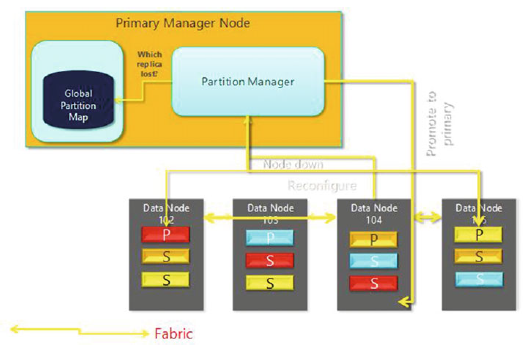 Primary Manager Node
Which
replica
lost?
Partition Manager
Global
Partition
Map
Promote to
primary
Node down
Reconfigure
Data Node
102
Data Node
103
Data Node
104
Data Node
105
P
S
S
P
S
S
P
S
S
P
S
S
Fabric